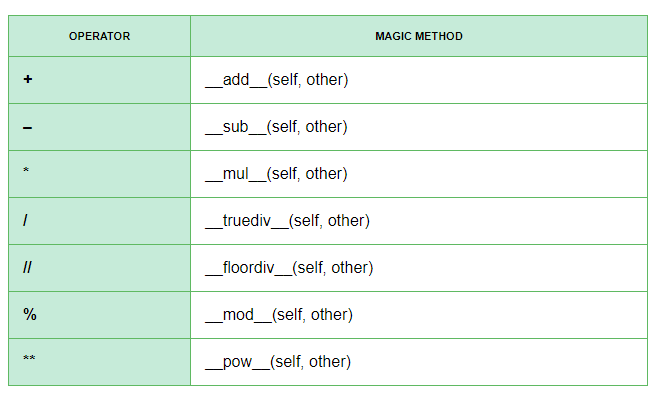 OPERATOR MAGIC METHOD
+ __add__(self, other)
– __sub__(self, other)
* __mul__(self, other)
/ __truediv__(self, other)
// __floordiv__(self, other)
% __mod__(self, other)
** __pow__(self, other)